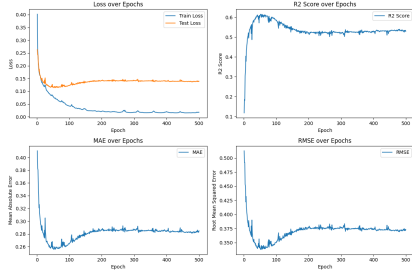 Loss over Epochs
Train Loss
Test Loss
0.40
0.35
0.30
0.25
0.20
0.15
0.10
0.05
0.00
Loss
0 100 200 300 400 500
Epoch
R2 Score over Epochs
R2 Score
0.6
0.5
0.4
0.3
0.2
0.1
R2 Score
0 100 200 300 400 500
Epoch
MAE over Epochs
MAE
0.40
0.38
0.36
0.34
0.32
0.30
0.28
0.26
Mean Absolute Error
0 100 200 300 400 500
Epoch
RMSE over Epochs
RMSE
0.500
0.475
0.450
0.425
0.400
0.375
0.350
Root Mean Squared Error
0 100 200 300 400 500
Epoch